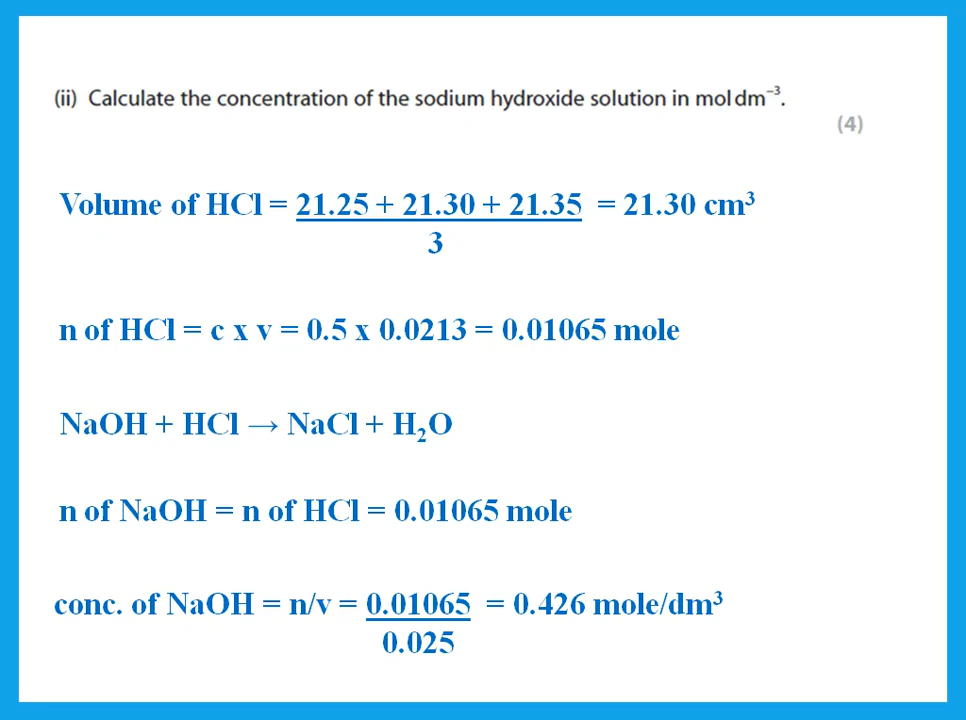 (ii) Calculate the concentration of the sodium hydroxide solution in mol dm⁻³.
(4)
Volume of HCl = 21.25 + 21.30 + 21.35 = 21.30 cm³
3
n of HCl = c x v = 0.5 x 0.0213 = 0.01065 mole
NaOH + HCl → NaCl + H₂O
n of NaOH = n of HCl = 0.01065 mole
conc. of NaOH = n/v = 0.01065 = 0.426 mole/dm³
0.025